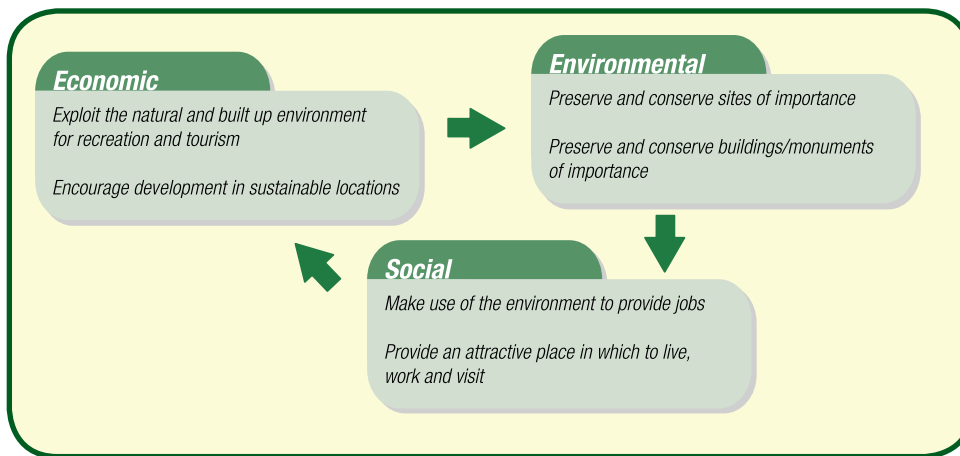 Economic
Exploit the natural and built up environment
for recreation and tourism
Encourage development in sustainable locations
Environmental
Preserve and conserve sites of importance
Preserve and conserve buildings/monuments
of importance
Social
Make use of the environment to provide jobs
Provide an attractive place in which to live,
work and visit